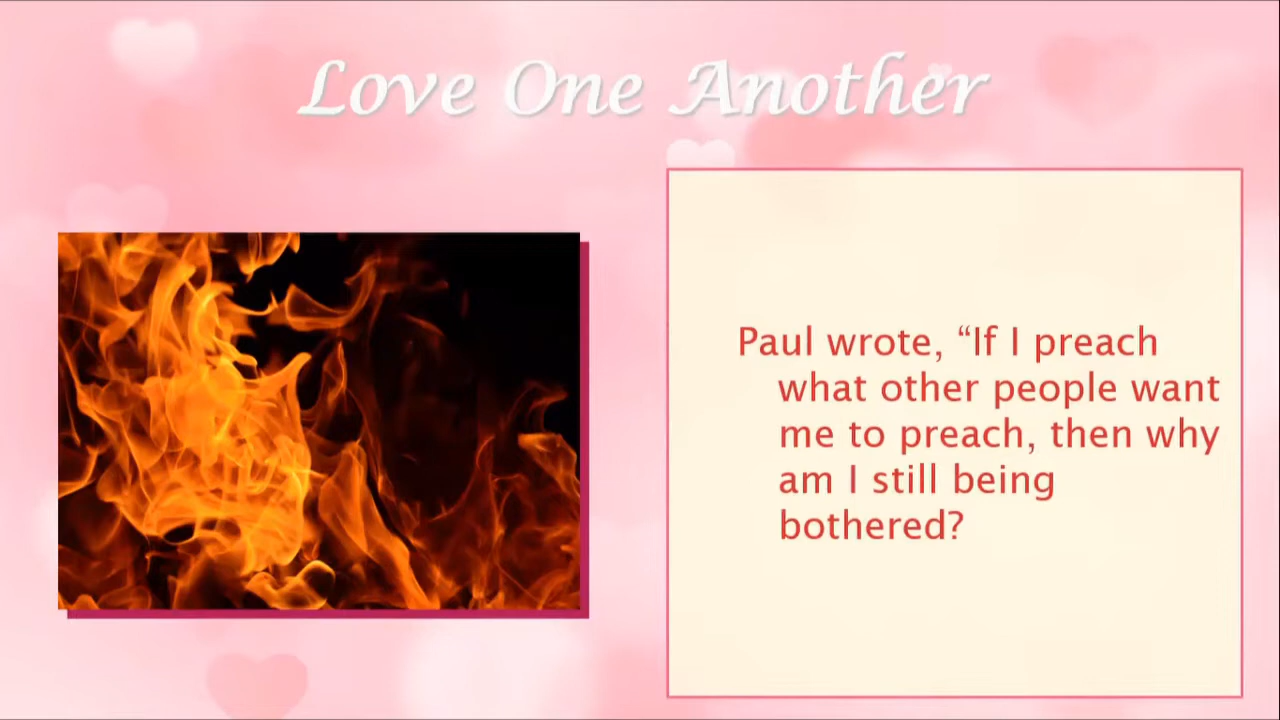 Love One Another
Paul wrote, “If I preach
what other people want
me to preach, then why
am I still being
bothered?